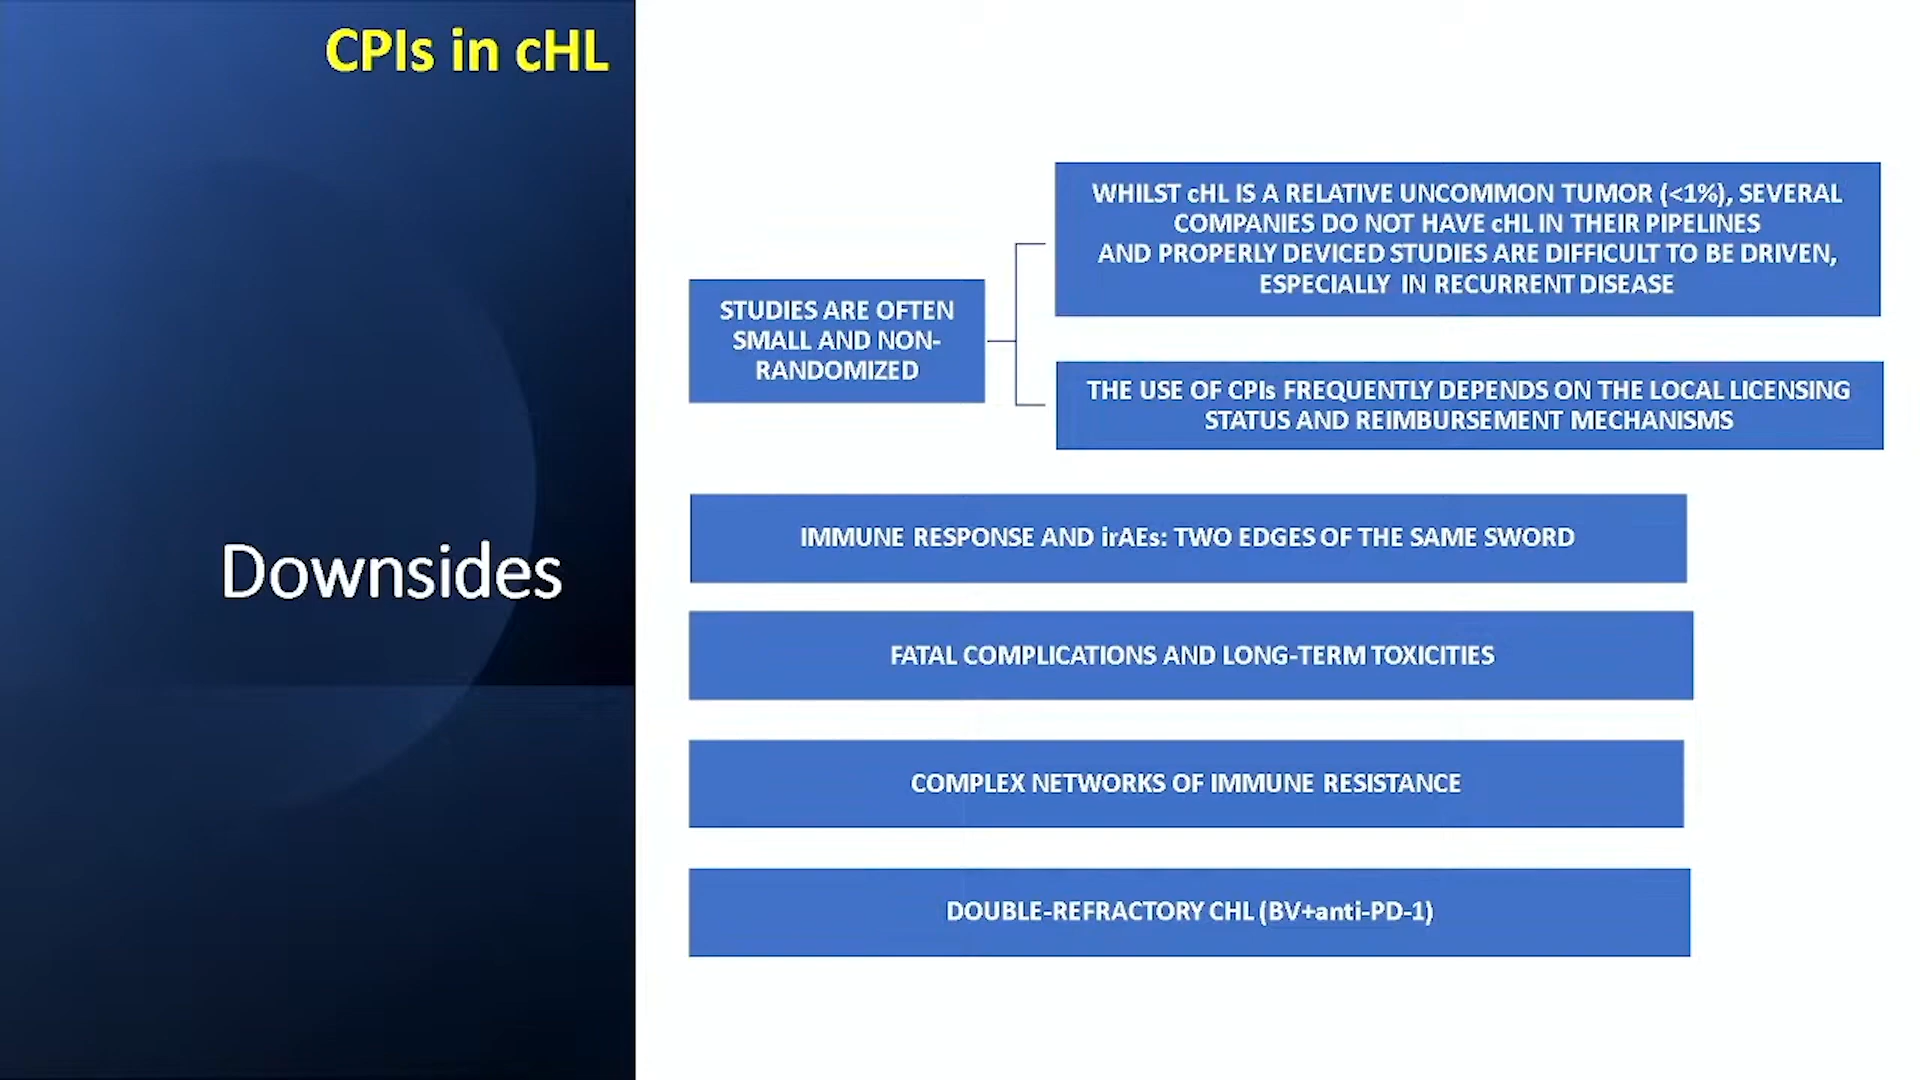 CPIs in cHL
Downsides
STUDIES ARE OFTEN
SMALL AND NON-
RANDOMIZED
WHILST cHL IS A RELATIVE UNCOMMON TUMOR (<1%), SEVERAL
COMPANIES DO NOT HAVE cHL IN THEIR PIPELINES
AND PROPERLY DEVICED STUDIES ARE DIFFICULT TO BE DRIVEN,
ESPECIALLY IN RECURRENT DISEASE
THE USE OF CPIs FREQUENTLY DEPENDS ON THE LOCAL LICENSING
STATUS AND REIMBURSEMENT MECHANISMS
IMMUNE RESPONSE AND irAEs: TWO EDGES OF THE SAME SWORD
FATAL COMPLICATIONS AND LONG-TERM TOXICITIES
COMPLEX NETWORKS OF IMMUNE RESISTANCE
DOUBLE-REFRACTORY CHL (BV+anti-PD-1)